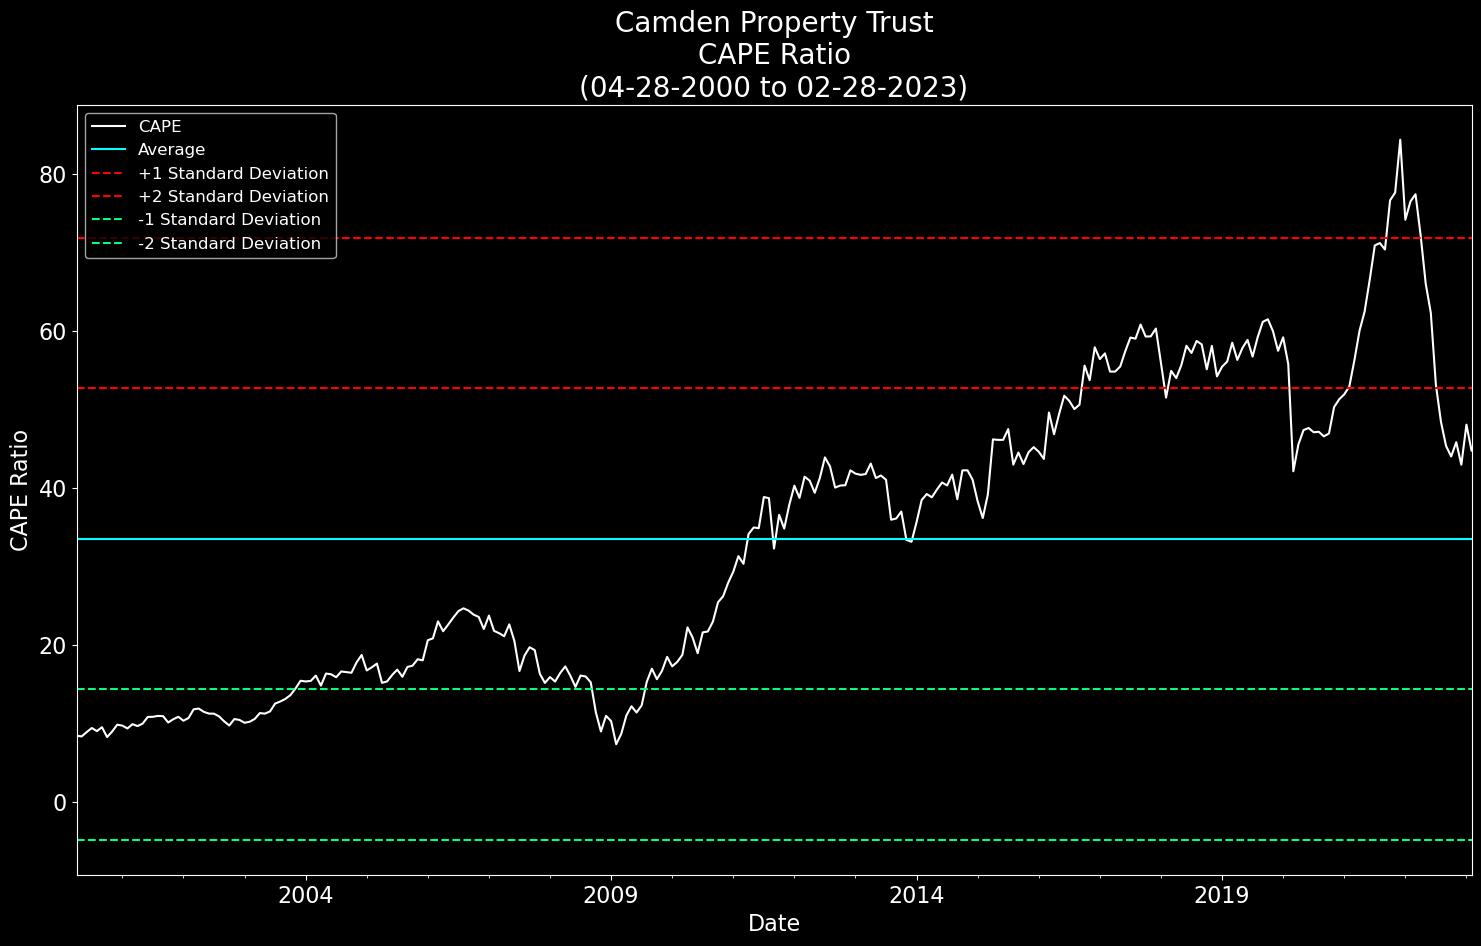 Camden Property Trust
CAPE Ratio
(04-28-2000 to 02-28-2023)
CAPE
Average
+1 Standard Deviation
+2 Standard Deviation
-1 Standard Deviation
-2 Standard Deviation
80
60
40
20
0
CAPE Ratio
2004
2009
2014
2019
Date